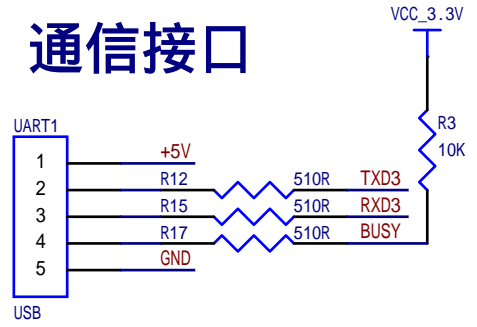 通信接口
VCC_3.3V
R3
10K
UART1
1 +5V
2 R12 510R TXD3
3 R15 510R RXD3
4 R17 510R BUSY
5 GND
USB